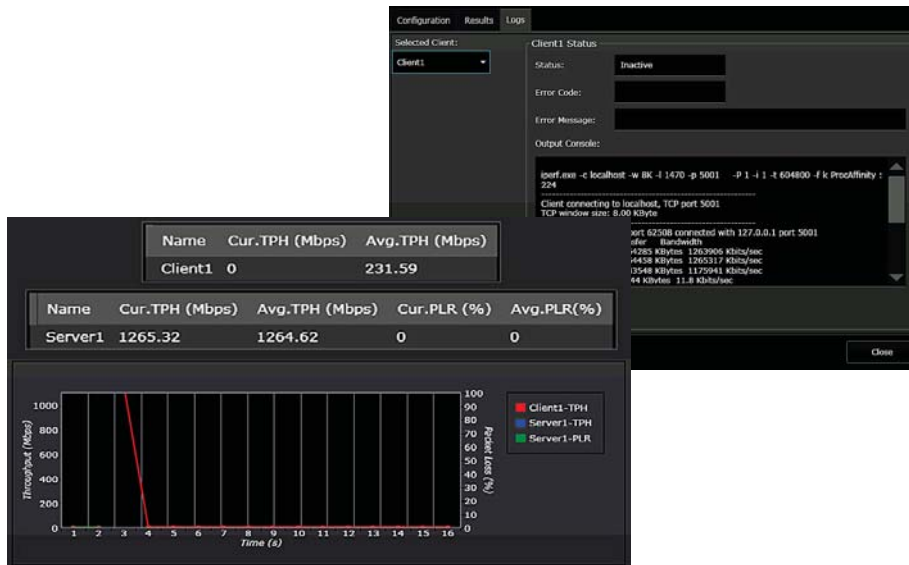 Configuration Results Logs
Selected Client:
Client1
Client1 Status
Status: Inactive
Error Code:
Error Message:
Output Console:
iperf.exe -c localhost -w 8K -l 1470 -p 5001 -P 1 -i 1 -t 604800 -f k ProcAffinity :
224
Client connecting to localhost, TCP port 5001
TCP window size: 8.00 KByte
port 62508 connected with 127.0.0.1 port 5001
Bandwidth
KBytes 1263906 Kbits/sec
KBytes 1265317 Kbits/sec
KBytes 1175941 Kbits/sec
44 KBytes 11.8 Kbits/sec
Close
Name Cur.TPH (Mbps) Avg.TPH (Mbps)
Client1 0 231.59
Name Cur.TPH (Mbps) Avg.TPH (Mbps) Cur.PLR (%) Avg.PLR(%)
Server1 1265.32 1264.62 0 0
Throughput (Mbps)
1000
800
600
400
200
0
1 2 3 4 5 6 7 8 9 10 11 12 13 14 15 16
Time (s)
100
90
80
70
60
50
40
30
20
10
0
Packet Loss (%)
Client1-TPH
Server1-TPH
Server1-PLR